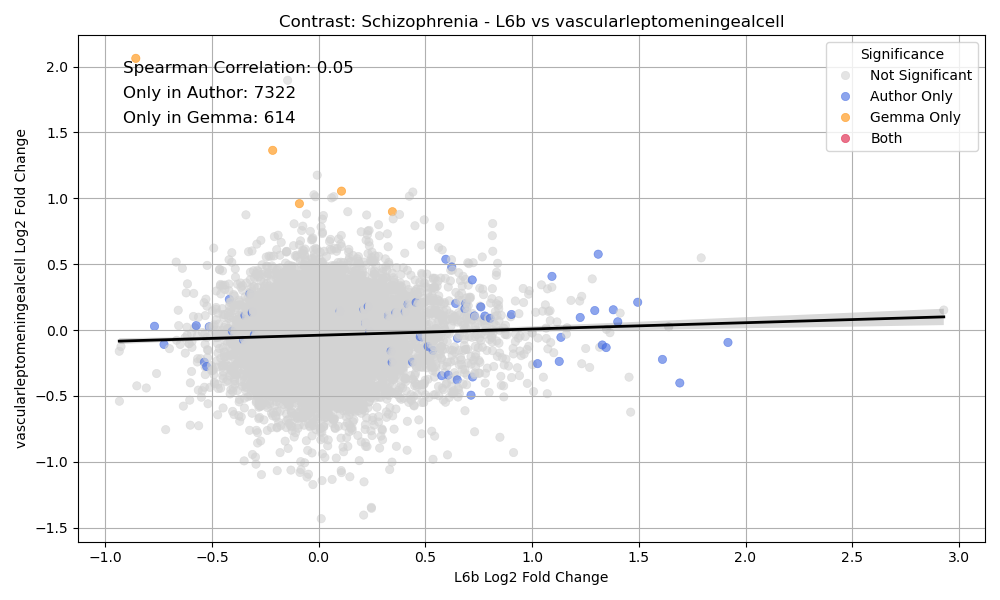 Contrast: Schizophrenia - L6b vs vascularleptomeningealcell
Spearman Correlation: 0.05
Only in Author: 7322
Only in Gemma: 614
Significance
Not Significant
Author Only
Gemma Only
Both
vascularleptomeningealcell Log2 Fold Change
2.0
1.5
1.0
0.5
0.0
−0.5
−1.0
−1.5
−1.0 −0.5 0.0 0.5 1.0 1.5 2.0 2.5 3.0
L6b Log2 Fold Change